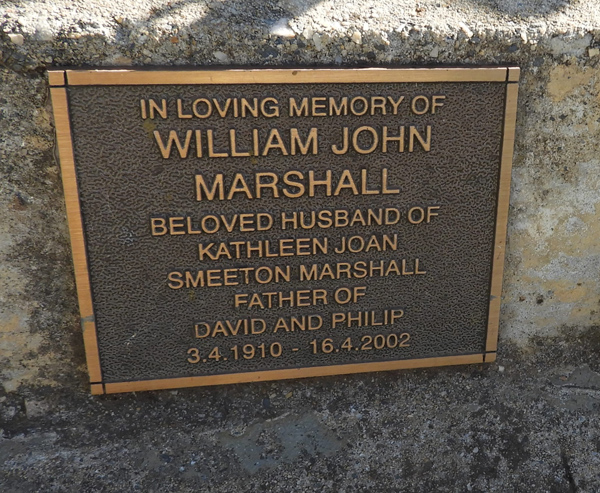 IN LOVING MEMORY OF
WILLIAM JOHN
MARSHALL
BELOVED HUSBAND OF
KATHLEEN JOAN
SMEETON MARSHALL
FATHER OF
DAVID AND PHILIP
3.4.1910 - 16.4.2002